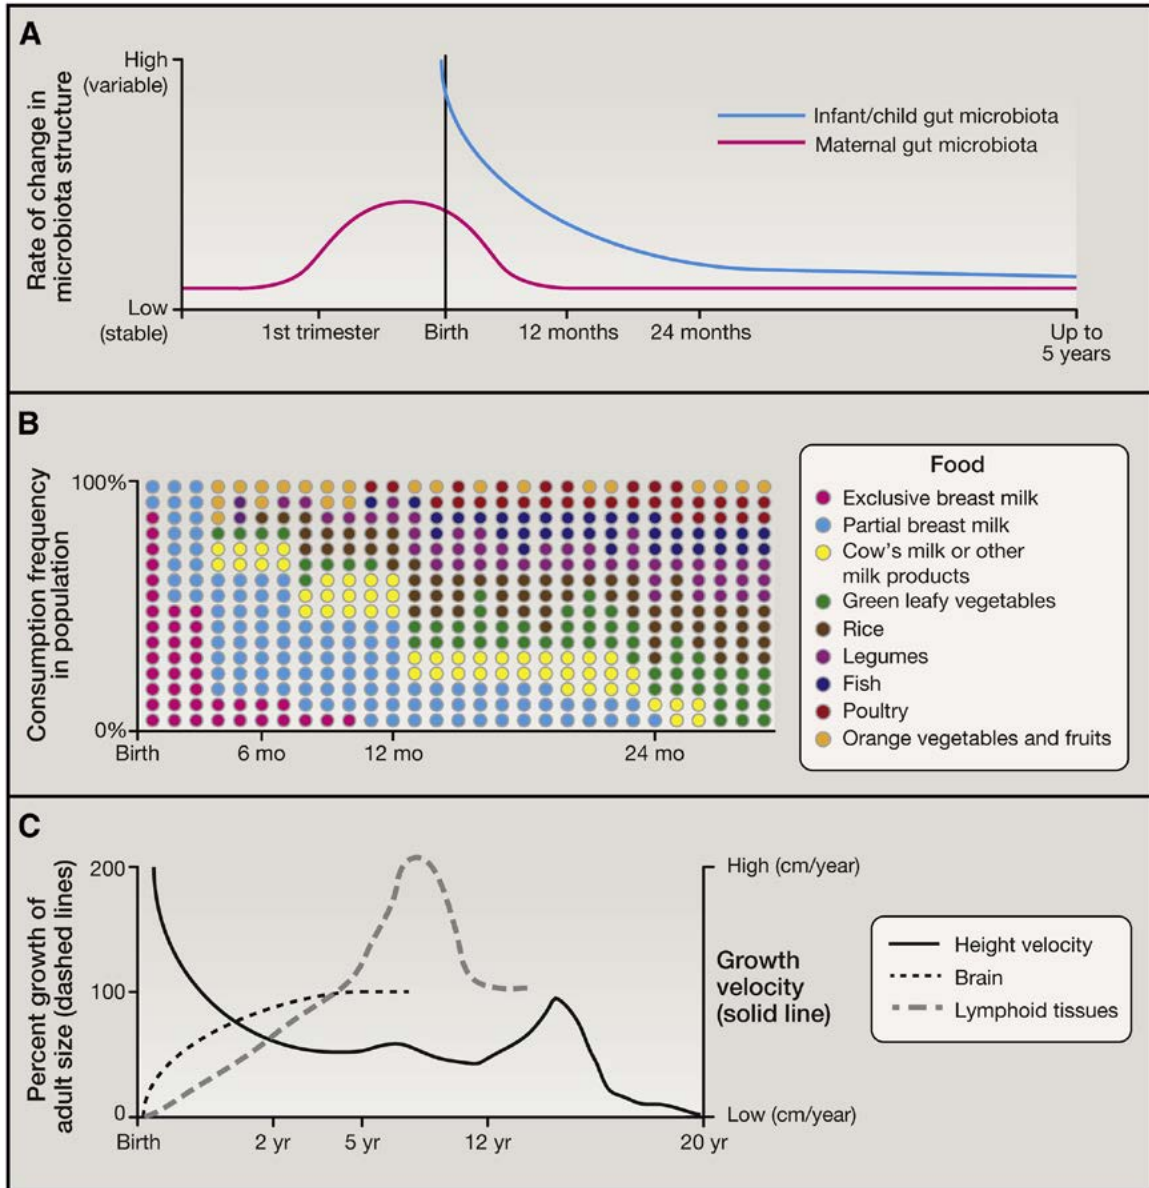 A
High
(variable)
Rate of change in
microbiota structure
Low
(stable)
Infant/child gut microbiota
Maternal gut microbiota
1st trimester
Birth
12 months
24 months
Up to
5 years
B
100%
Consumption frequency
in population
0%
Birth
6 mo
12 mo
24 mo
Food
Exclusive breast milk
Partial breast milk
Cow's milk or other
milk products
Green leafy vegetables
Rice
Legumes
Fish
Poultry
Orange vegetables and fruits
C
Percent growth of
adult size (dashed lines)
200
100
0
Birth
2 yr
5 yr
12 yr
20 yr
High (cm/year)
Growth
velocity
(solid line)
Low (cm/year)
Height velocity
Brain
Lymphoid tissues